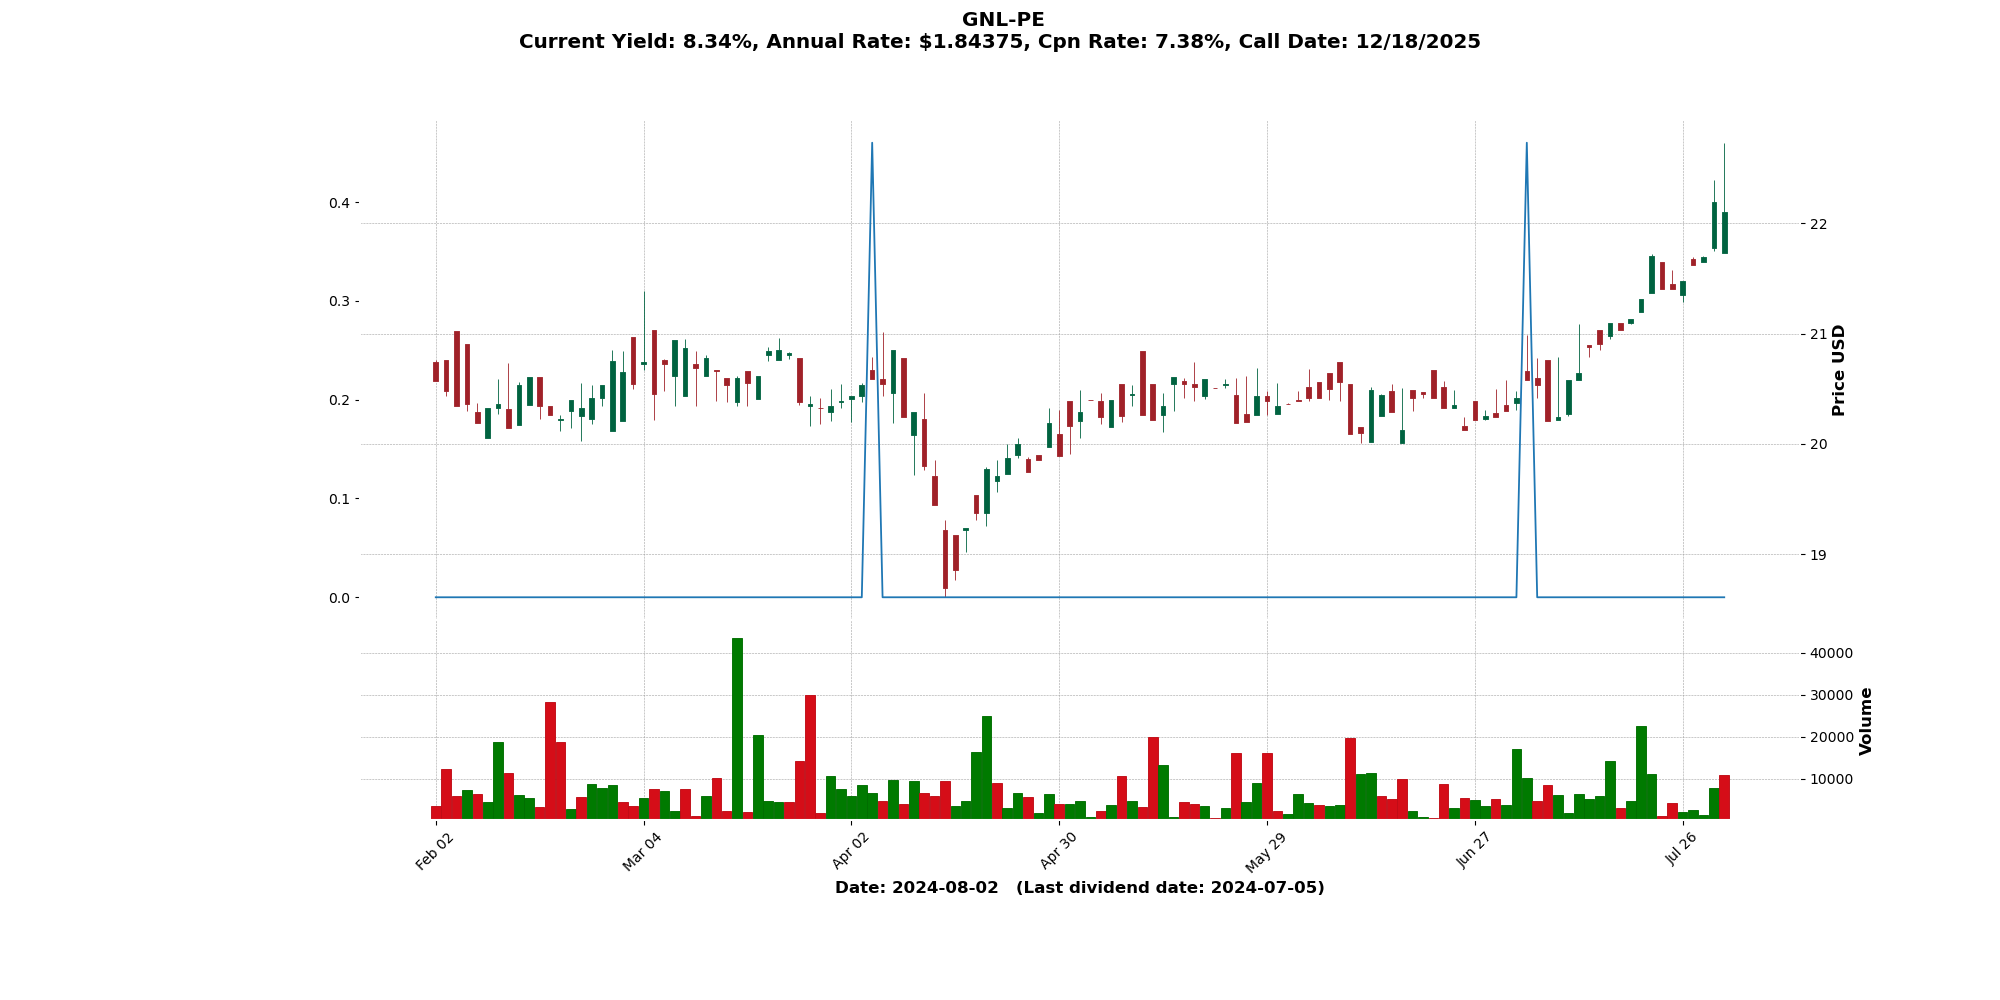 GNL-PE
Current Yield: 8.34%, Annual Rate: $1.84375, Cpn Rate: 7.38%, Call Date: 12/18/2025
0.4
0.3
0.2
0.1
0.0
22
21
20
19
Price USD
40000
30000
20000
10000
Volume
Feb 02
Mar 04
Apr 02
Apr 30
May 29
Jun 27
Jul 26
Date: 2024-08-02 (Last dividend date: 2024-07-05)